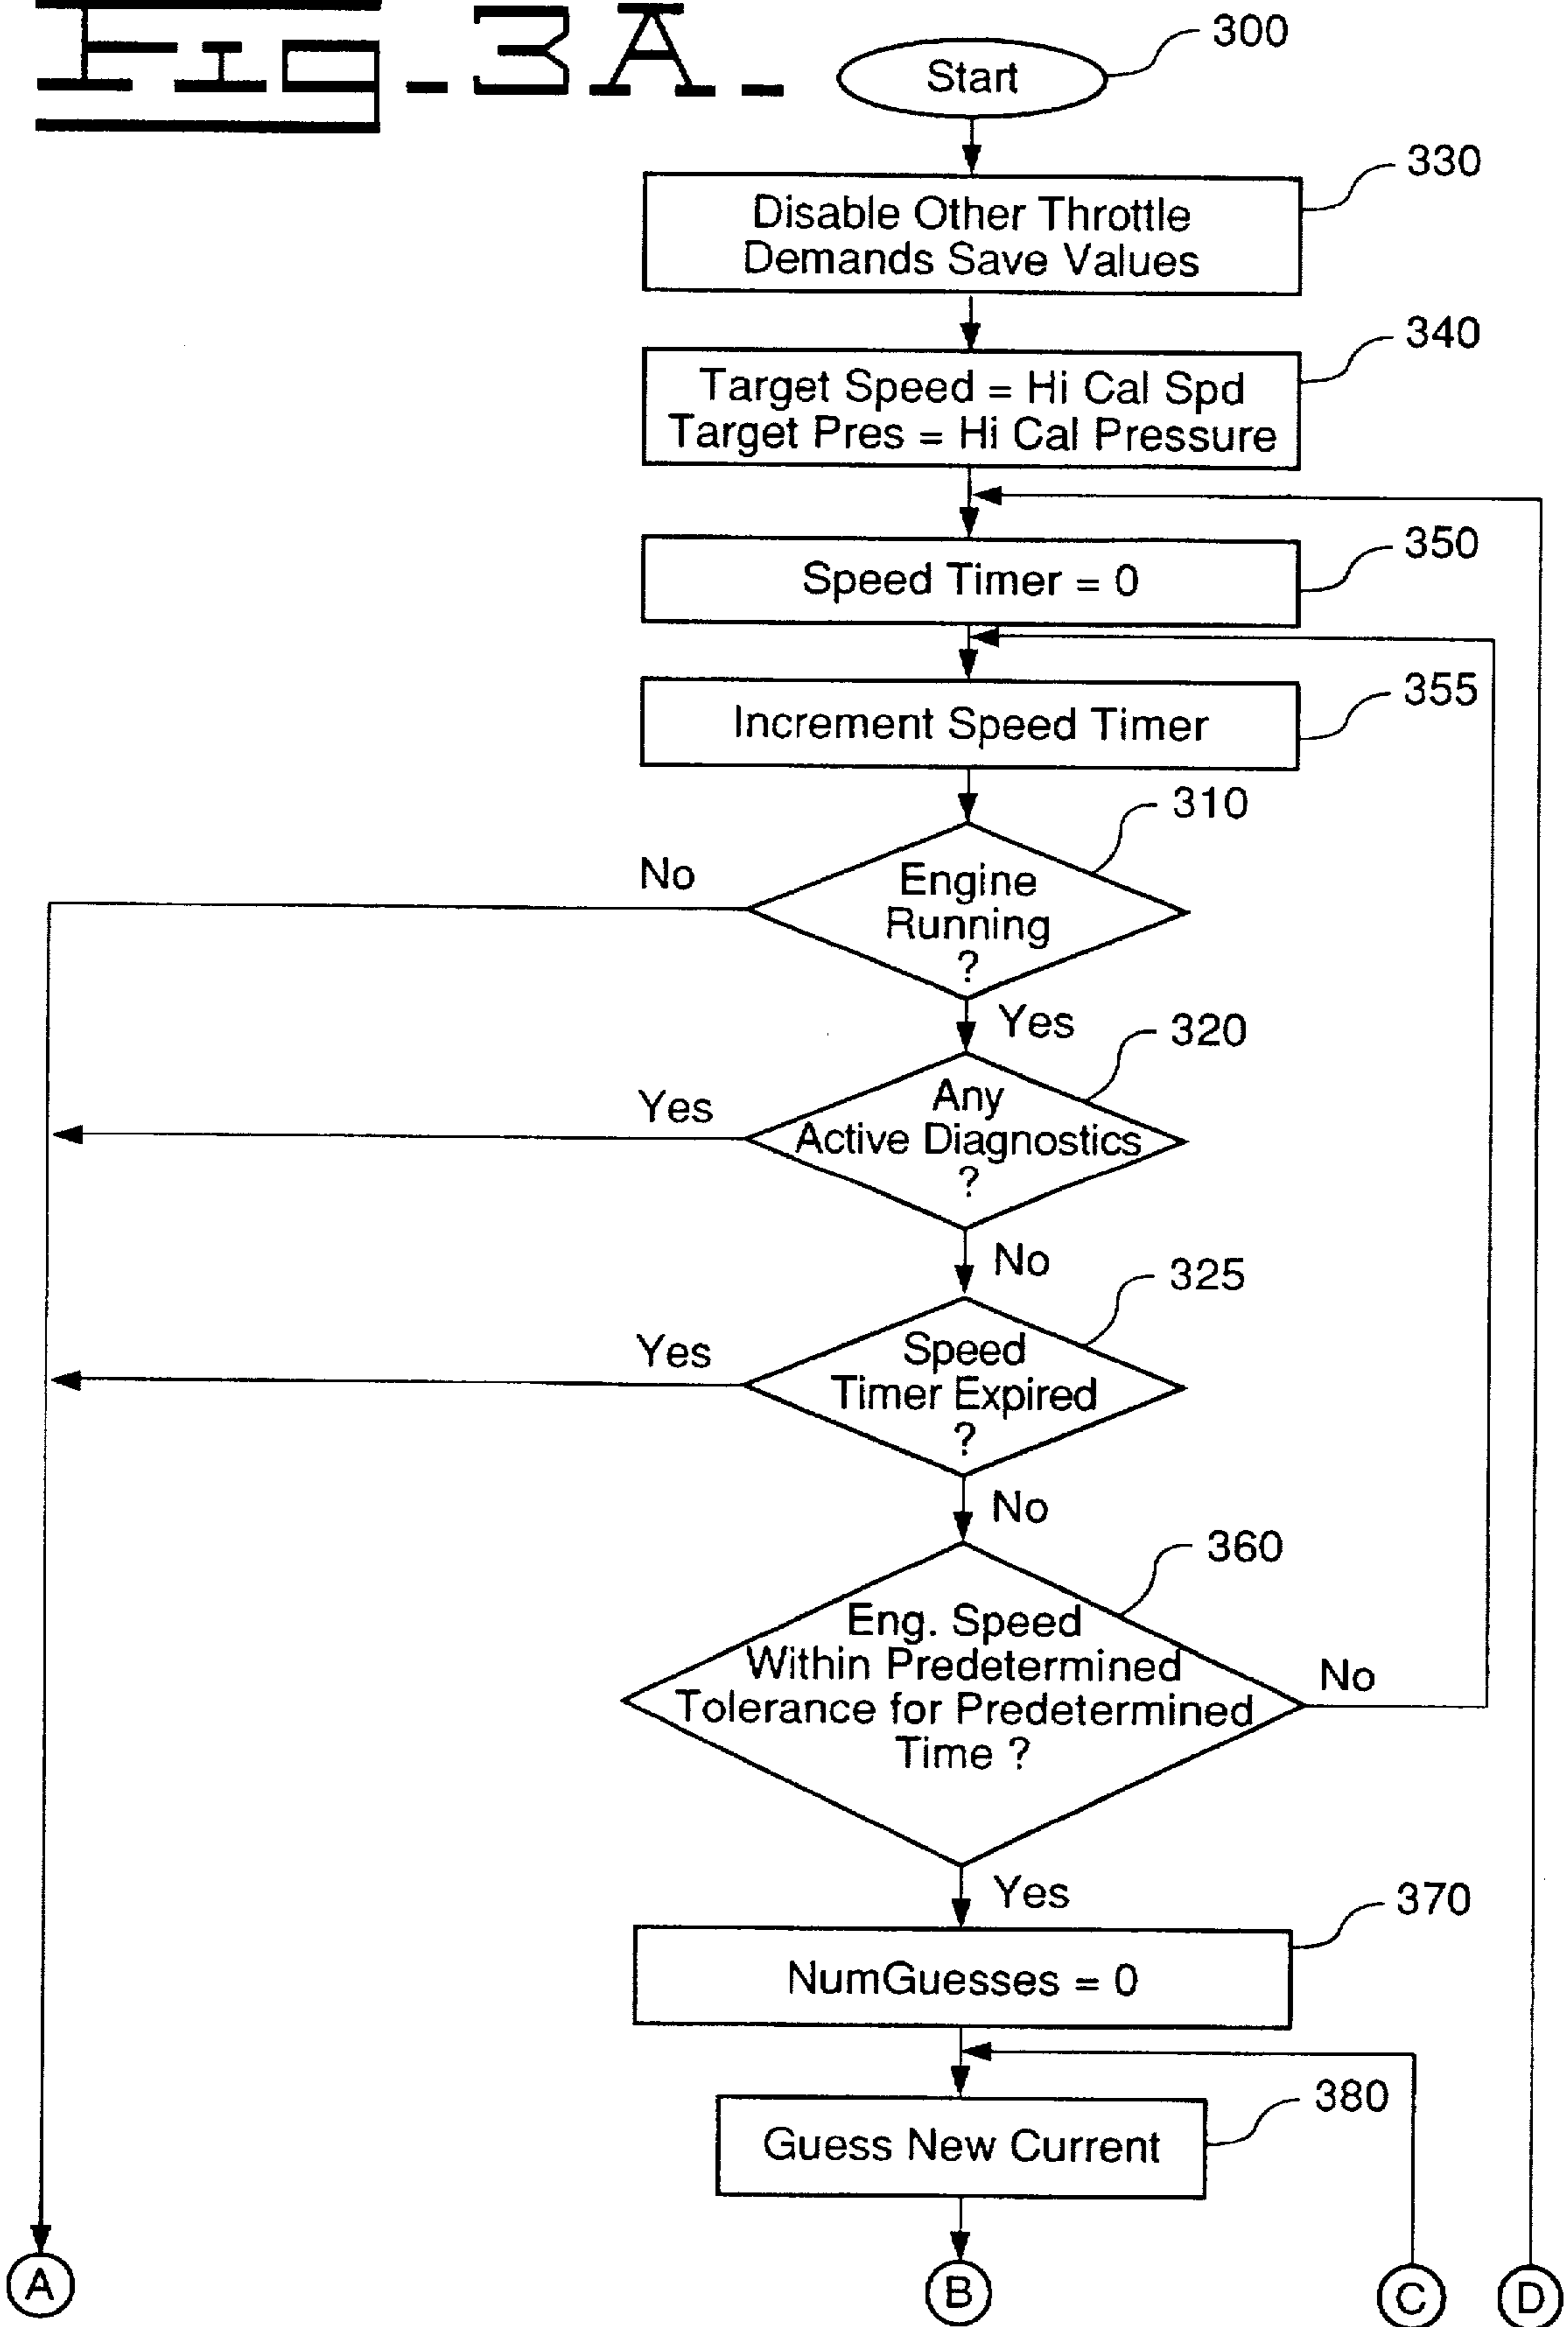 Fig-3A-
Start
300
330
Disable Other Throttle
Demands Save Values
340
Target Speed = Hi Cal Spd
Target Pres = Hi Cal Pressure
350
Speed Timer = 0
355
Increment Speed Timer
310
No
Engine
Running
?
Yes
320
Yes
Any
Active Diagnostics
?
No
325
Yes
Speed
Timer Expired
?
No
360
Eng. Speed
Within Predetermined
Tolerance for Predetermined
Time ?
No
Yes
370
NumGuesses = 0
380
Guess New Current
A
B
C
D